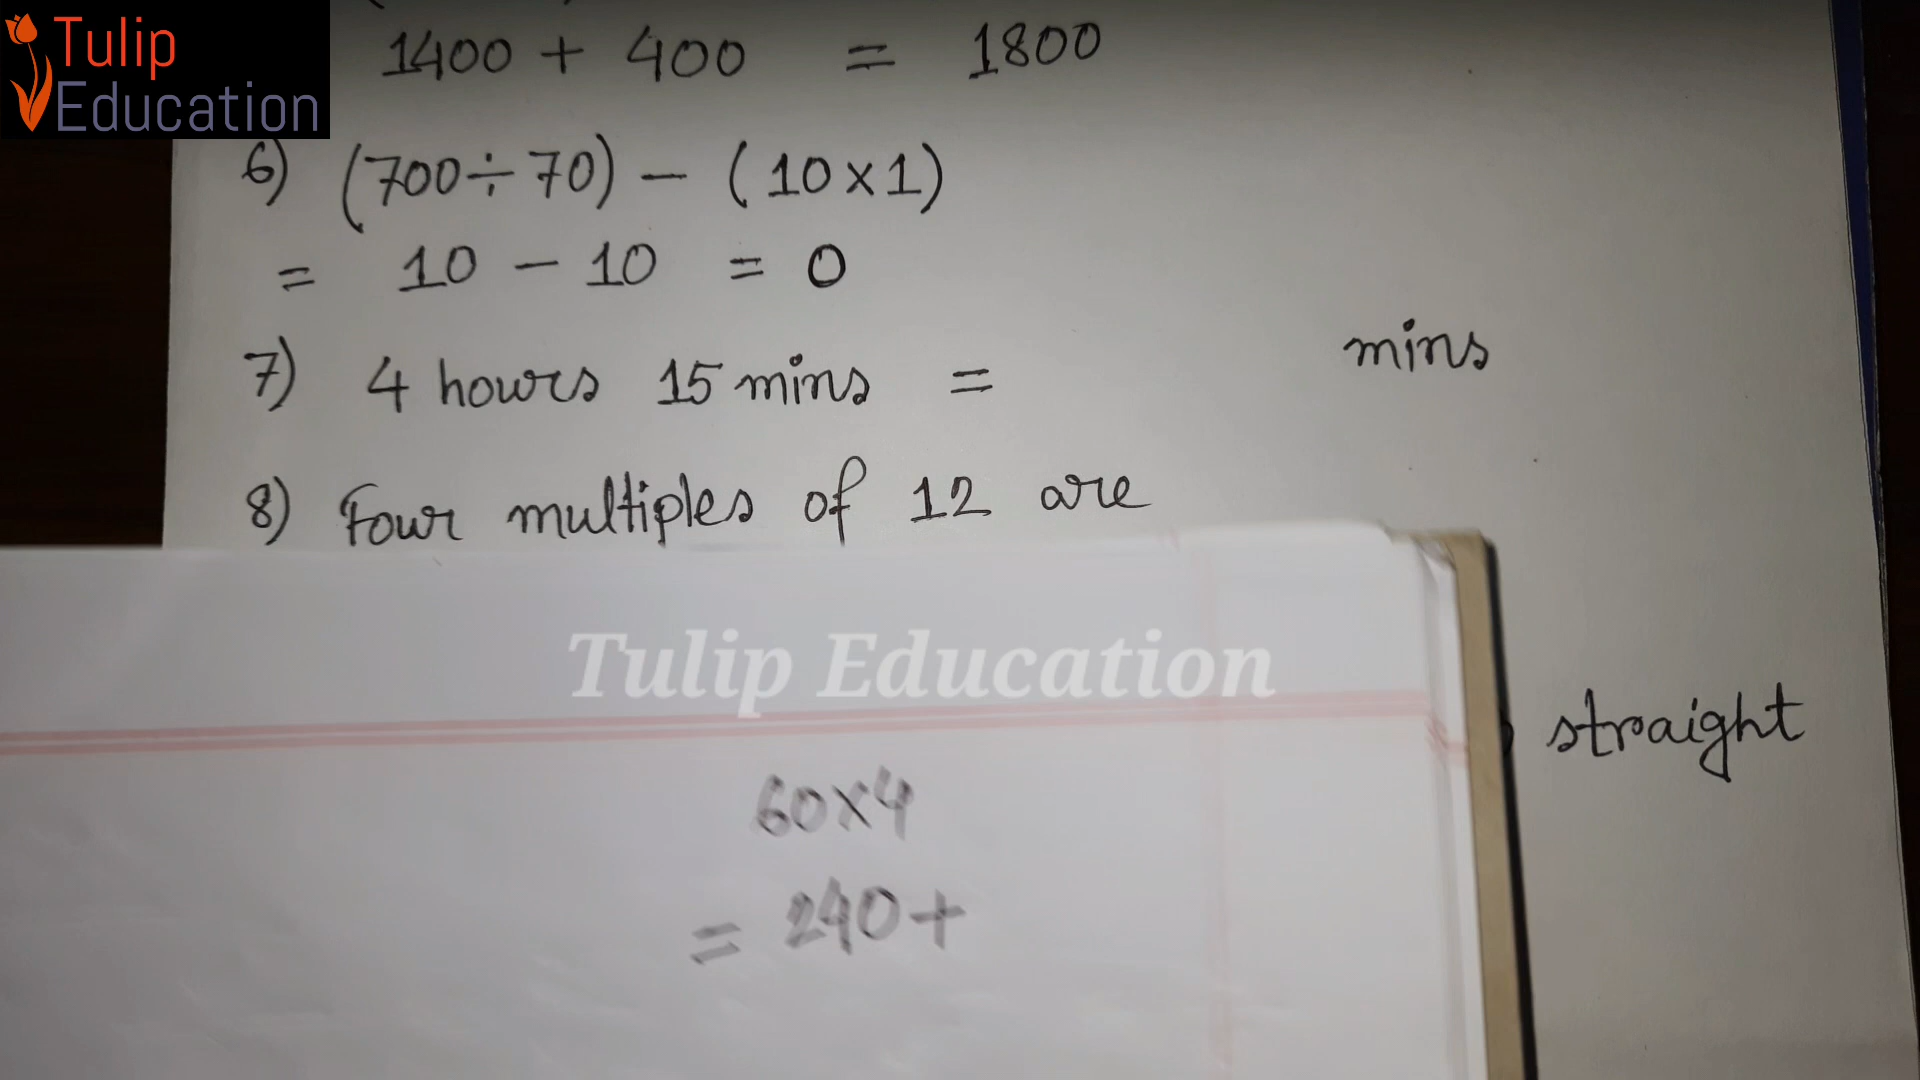 Tulip
Education
1400 + 400 = 1800
6) (700÷70) - (10×1)
= 10 - 10 = 0
7) 4 hours 15 mins = mins
8) Four multiples of 12 are
Tulip Education
straight
60×4
= 240+